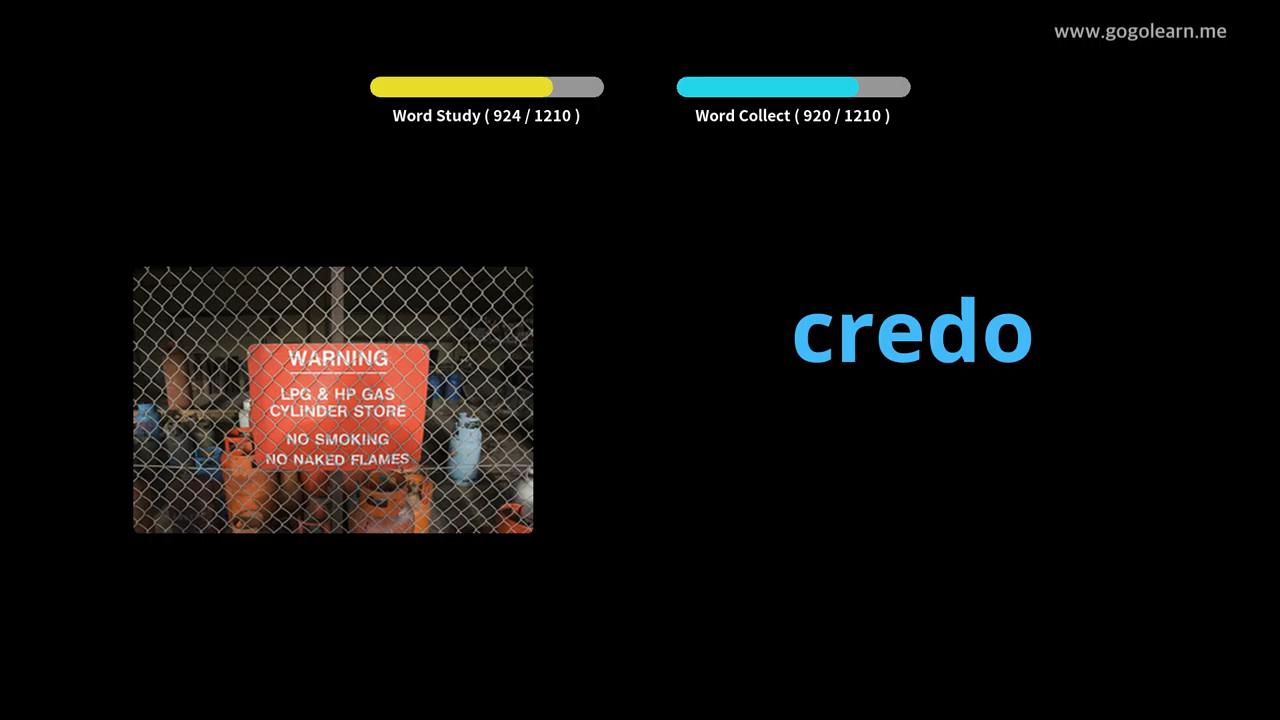 www.gogolearn.me
Word Study ( 924 / 1210 )
Word Collect ( 920 / 1210 )
credo
WARNING
LPG & HP GAS
CYLINDER STORE
NO SMOKING
NO NAKED FLAMES